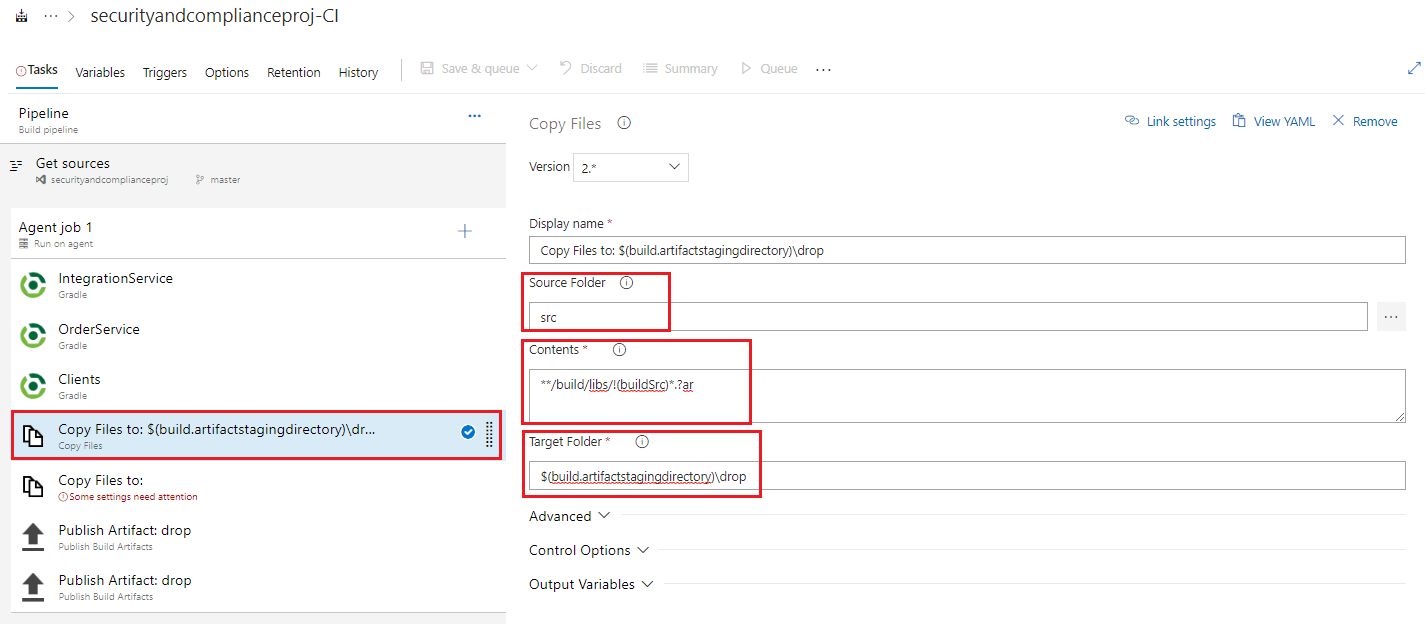 ... > securityandcomplianceproj-CI
Tasks Variables Triggers Options Retention History Save & queue Discard Summary Queue ...
Pipeline ...
Build pipeline
Get sources
securityandcomplianceproj master
Agent job 1
Run on agent
IntegrationService
Gradle
OrderService
Gradle
Clients
Gradle
Copy Files to: $(build.artifactstagingdirectory)\dr...
Copy Files
Copy Files to:
Some settings need attention
Publish Artifact: drop
Publish Build Artifacts
Publish Artifact: drop
Publish Build Artifacts
Copy Files
Link settings View YAML Remove
Version 2.*
Display name *
Copy Files to: $(build.artifactstagingdirectory)\drop
Source Folder
src ...
Contents *
**/build/libs/!(buildSrc)*.?ar
Target Folder *
$(build.artifactstagingdirectory)\drop
Advanced
Control Options
Output Variables